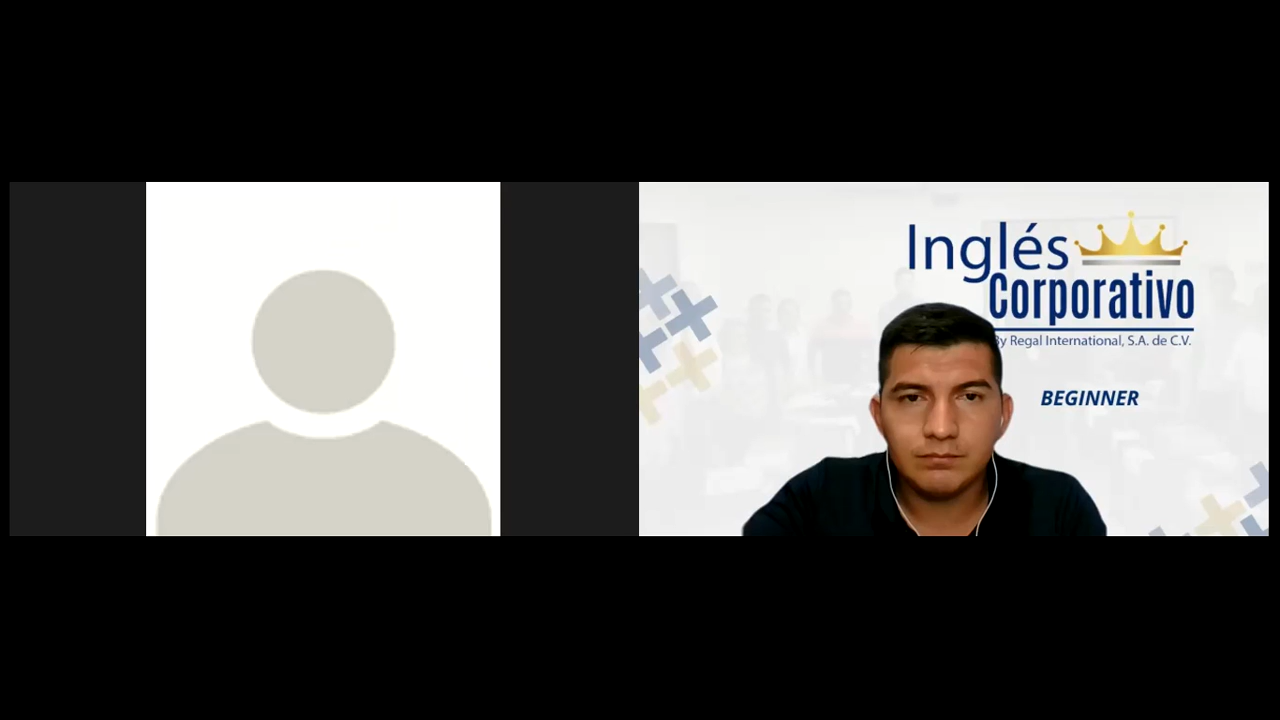 Inglés
Corporativo
By Regal International, S.A. de C.V.
BEGINNER